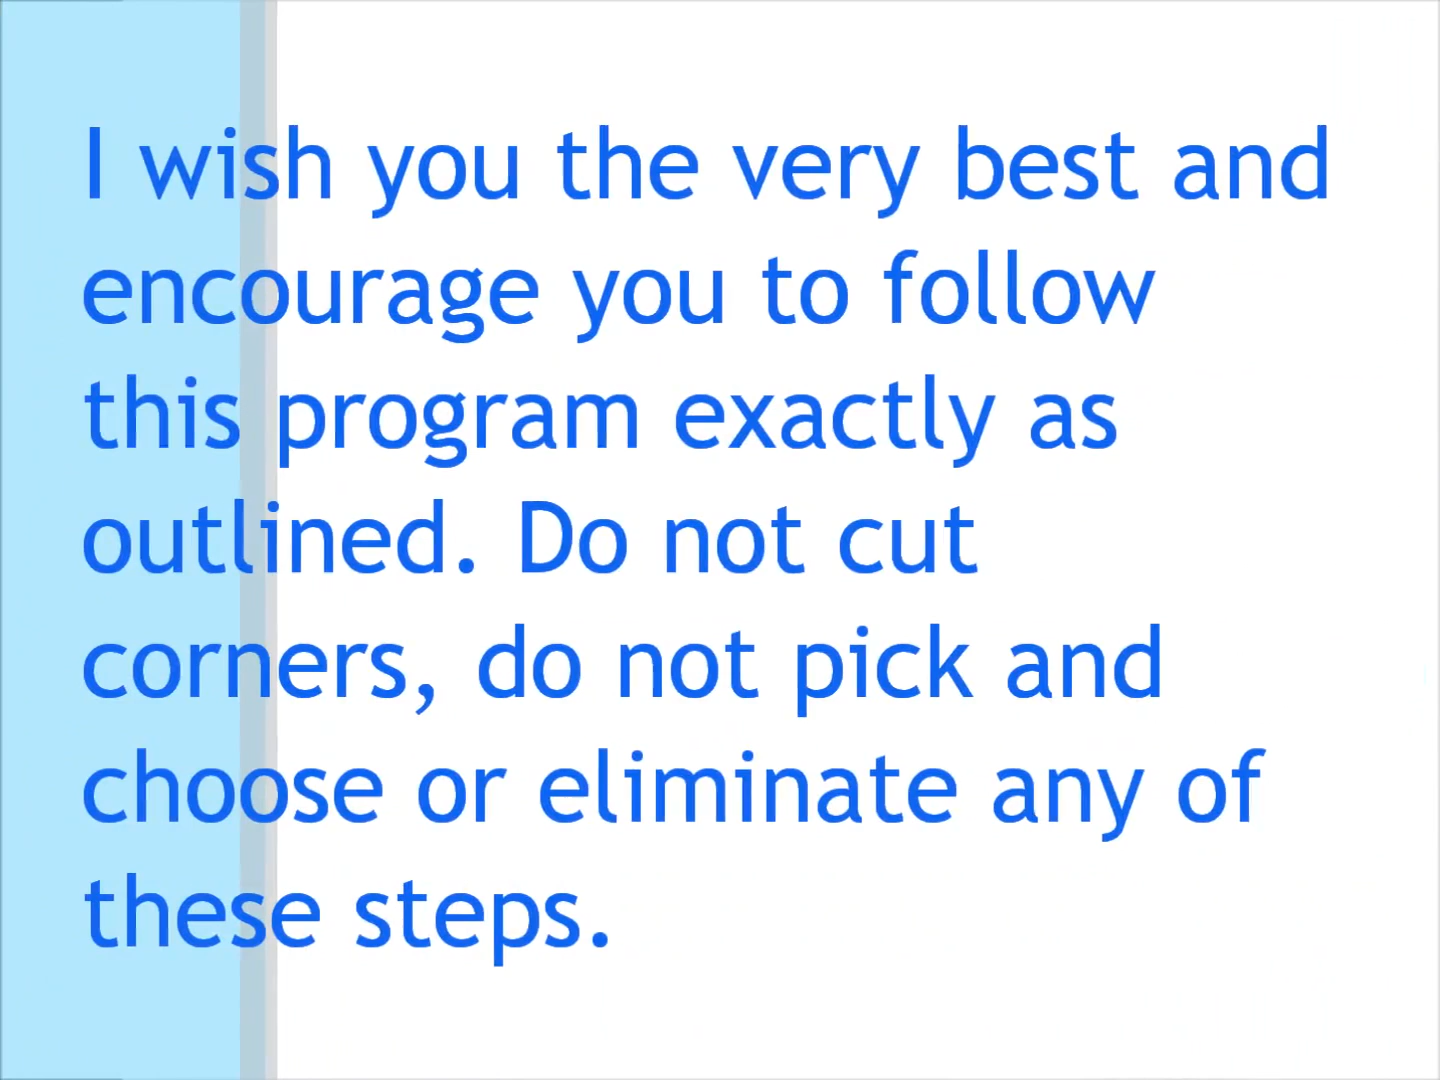 I wish you the very best and
encourage you to follow
this program exactly as
outlined. Do not cut
corners, do not pick and
choose or eliminate any of
these steps.